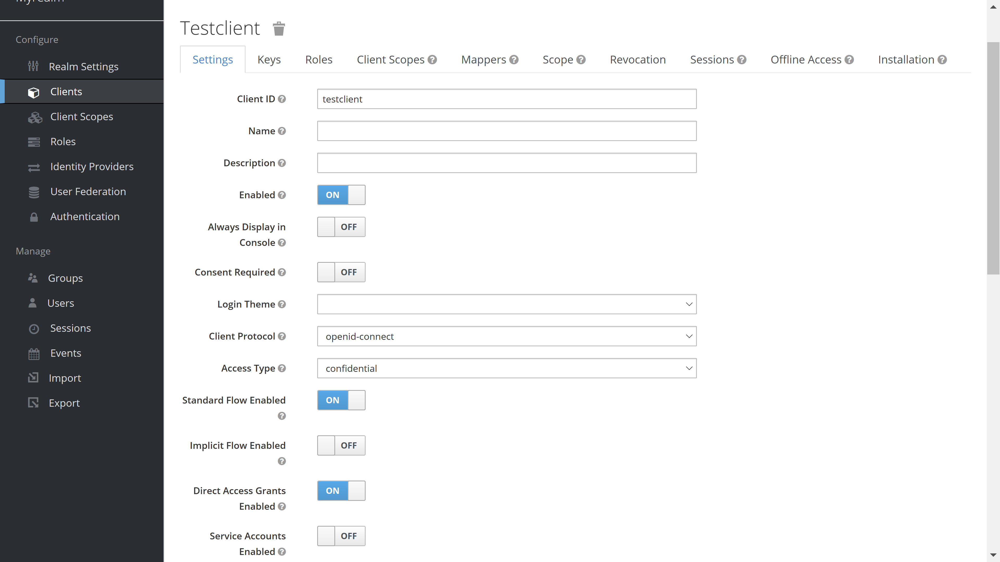 Configure
Realm Settings
Clients
Client Scopes
Roles
Identity Providers
User Federation
Authentication
Manage
Groups
Users
Sessions
Events
Import
Export
Testclient
Settings Keys Roles Client Scopes Mappers Scope Revocation Sessions Offline Access Installation
Client ID testclient
Name
Description
Enabled ON
Always Display in OFF
Console
Consent Required OFF
Login Theme
Client Protocol openid-connect
Access Type confidential
Standard Flow Enabled ON
Implicit Flow Enabled OFF
Direct Access Grants ON
Enabled
Service Accounts OFF
Enabled